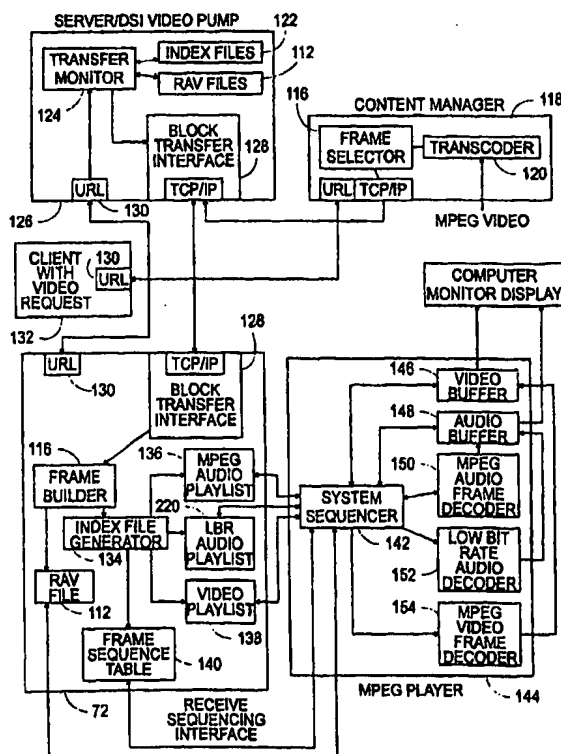 SERVER/DSI VIDEO PUMP
122
INDEX FILES
112
RAV FILES
TRANSFER
MONITOR
124
BLOCK
TRANSFER
INTERFACE
128
URL
TCP/IP
126
130
116
CONTENT MANAGER
118
FRAME
SELECTOR
TRANSCODER
120
URL
TCP/IP
MPEG VIDEO
CLIENT
WITH
VIDEO
REQUEST
130
URL
132
COMPUTER
MONITOR DISPLAY
URL
130
TCP/IP
128
BLOCK
TRANSFER
INTERFACE
116
FRAME
BUILDER
136
MPEG AUDIO
PLAYLIST
220
INDEX FILE
GENERATOR
134
LBR
AUDIO
PLAYLIST
RAV
FILE
112
VIDEO
PLAYLIST
138
FRAME
SEQUENCE
TABLE
140
72
RECEIVE
SEQUENCING
INTERFACE
146
VIDEO
BUFFER
148
AUDIO
BUFFER
150
MPEG
AUDIO
FRAME
DECODER
SYSTEM
SEQUENCER
142
LOW BIT
RATE
AUDIO
DECODER
152
154
MPEG
VIDEO
FRAME
DECODER
MPEG PLAYER
144